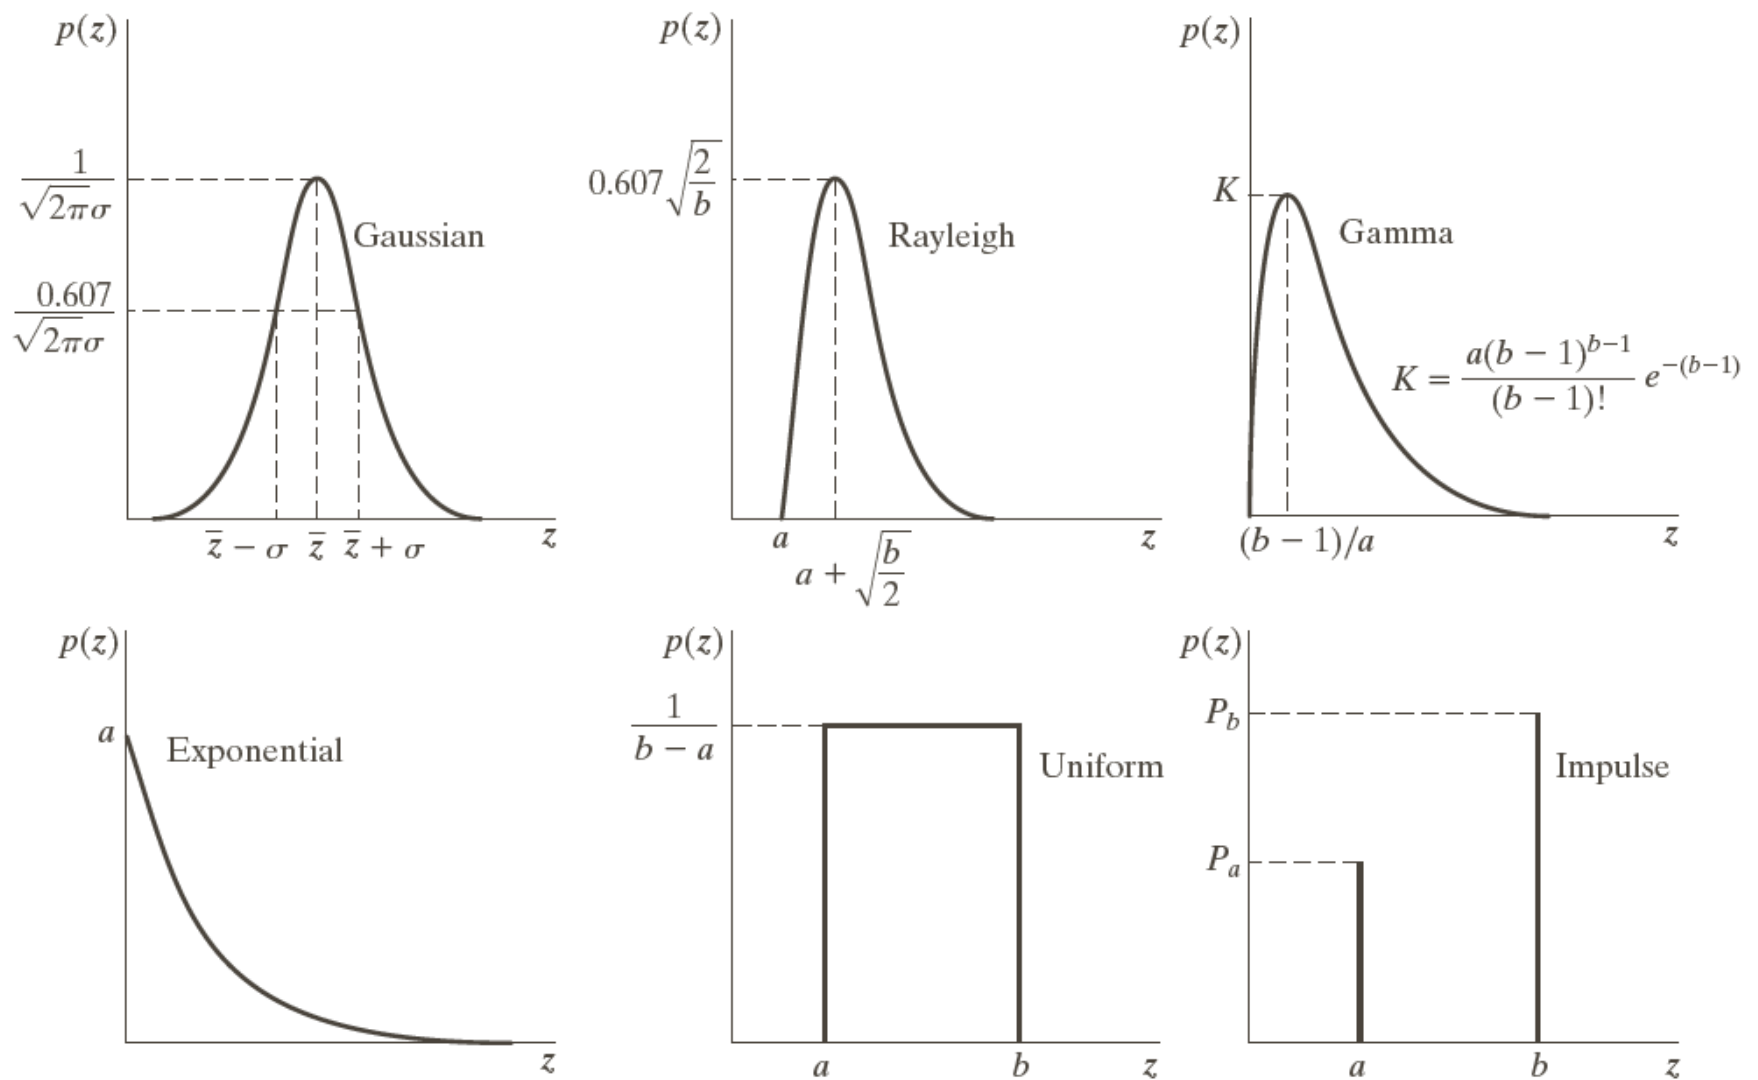 p(z)
1/√2πσ
0.607/√2πσ
Gaussian
z̄ − σ z̄ z̄ + σ z
p(z)
0.607√2/b
Rayleigh
a z
a + √b/2
p(z)
K
Gamma
K = a(b − 1)^{b−1}/(b − 1)! e^{−(b−1)}
(b − 1)/a z
p(z)
a
Exponential
z
p(z)
1/b − a
Uniform
a b z
p(z)
P_b
Impulse
P_a
a b z